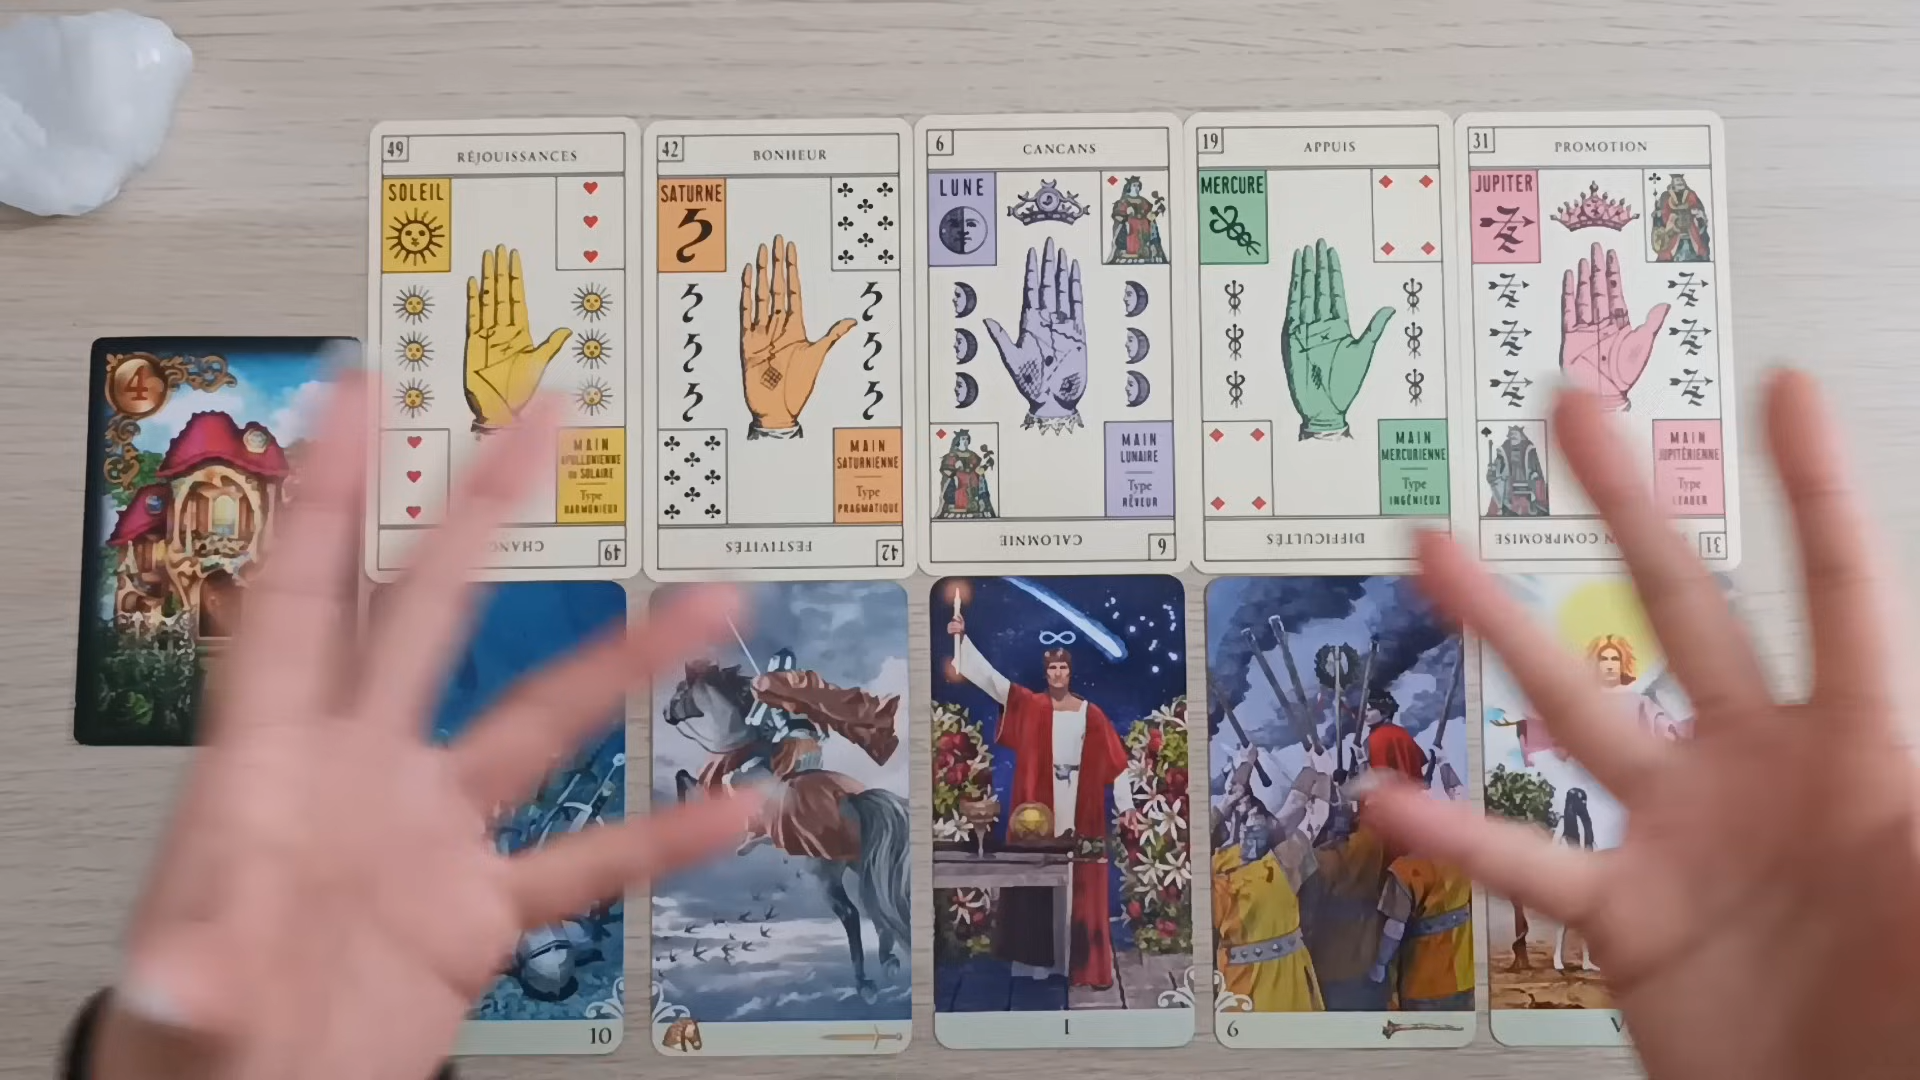 49
RÉJOUISSANCES
SOLEIL
MAIN
APOLLONIENNE
OU SOLAIRE
Type
HARMONIEUX
49
42
BONHEUR
SATURNE
MAIN
SATURNIENNE
Type
PRAGMATIQUE
FESTIVITÉS
42
6
CANCANS
LUNE
MAIN
LUNAIRE
Type
RÊVEUR
CALOMNIE
6
19
APPUIS
MERCURE
MAIN
MERCURIENNE
Type
INGÉNIEUX
DIFFICULTÉS
31
PROMOTION
JUPITER
MAIN
JUPITÉRIENNE
Type
LEADER
COMPROMISE
31
4
10
I
6